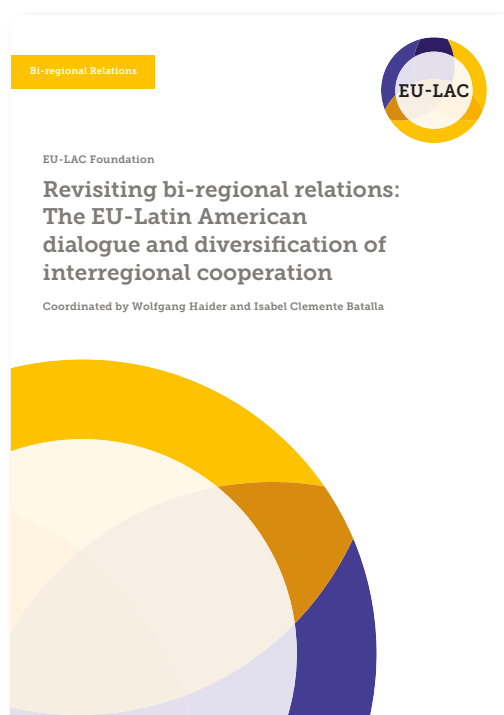 Bi-regional Relations
EU-LAC
EU-LAC Foundation
Revisiting bi-regional relations:
The EU-Latin American
dialogue and diversification of
interregional cooperation
Coordinated by Wolfgang Haider and Isabel Clemente Batalla